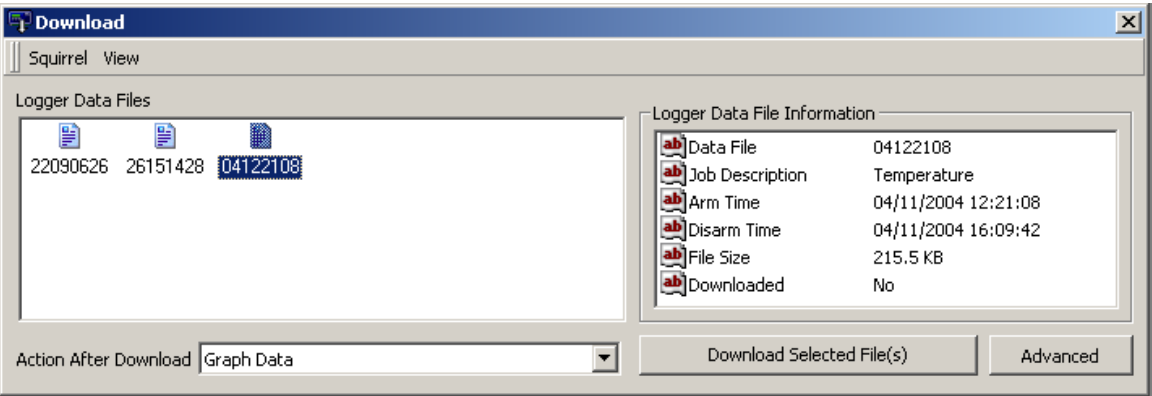 Download
Squirrel View
Logger Data Files
22090626 26151428 04122108
Logger Data File Information
Data File 04122108
Job Description Temperature
Arm Time 04/11/2004 12:21:08
Disarm Time 04/11/2004 16:09:42
File Size 215.5 KB
Downloaded No
Action After Download Graph Data
Download Selected File(s)
Advanced